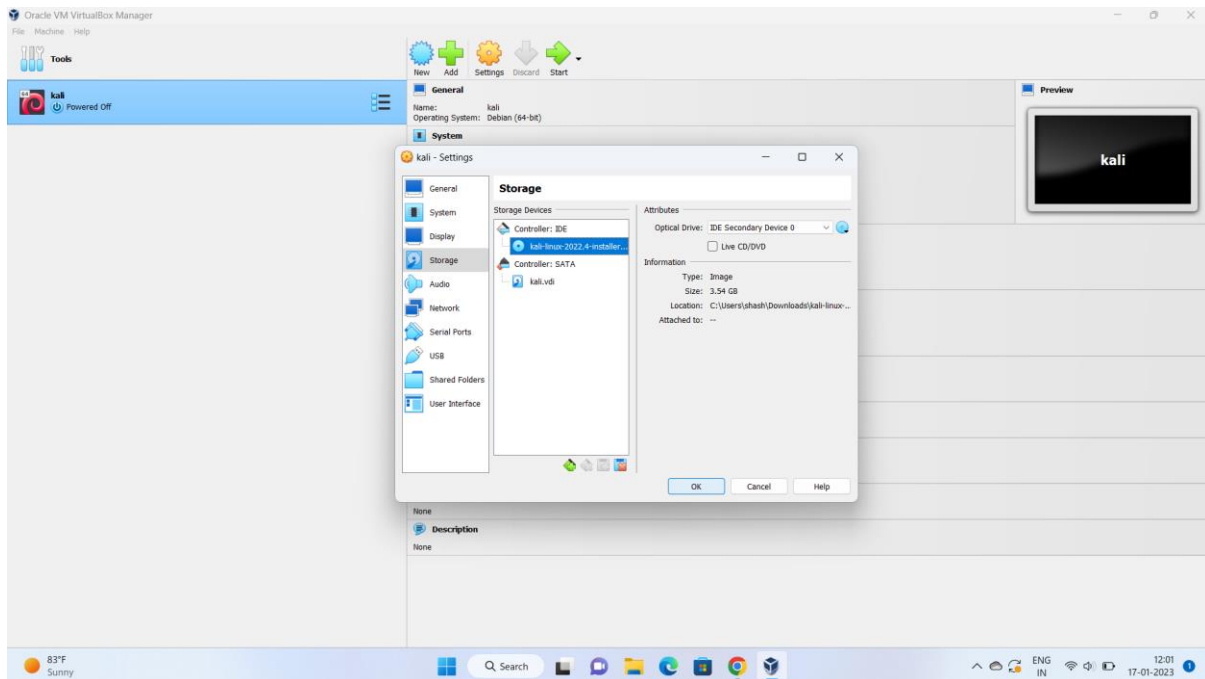 Oracle VM VirtualBox Manager
File Machine Help
Tools
New Add Settings Discard Start
64
kali
Powered Off
General
Name: kali
Operating System: Debian (64-bit)
System
Preview
kali
kali - Settings
General
System
Display
Storage
Audio
Network
Serial Ports
USB
Shared Folders
User Interface
Storage
Storage Devices
Controller: IDE
kali-linux-2022.4-installer...
Controller: SATA
kali.vdi
Attributes
Optical Drive: IDE Secondary Device 0
Live CD/DVD
Information
Type: Image
Size: 3.54 GB
Location: C:\Users\shash\Downloads\kali-linux-...
Attached to: --
OK Cancel Help
None
Description
None
83°F
Sunny
Search
ENG
IN
12:01
17-01-2023
1